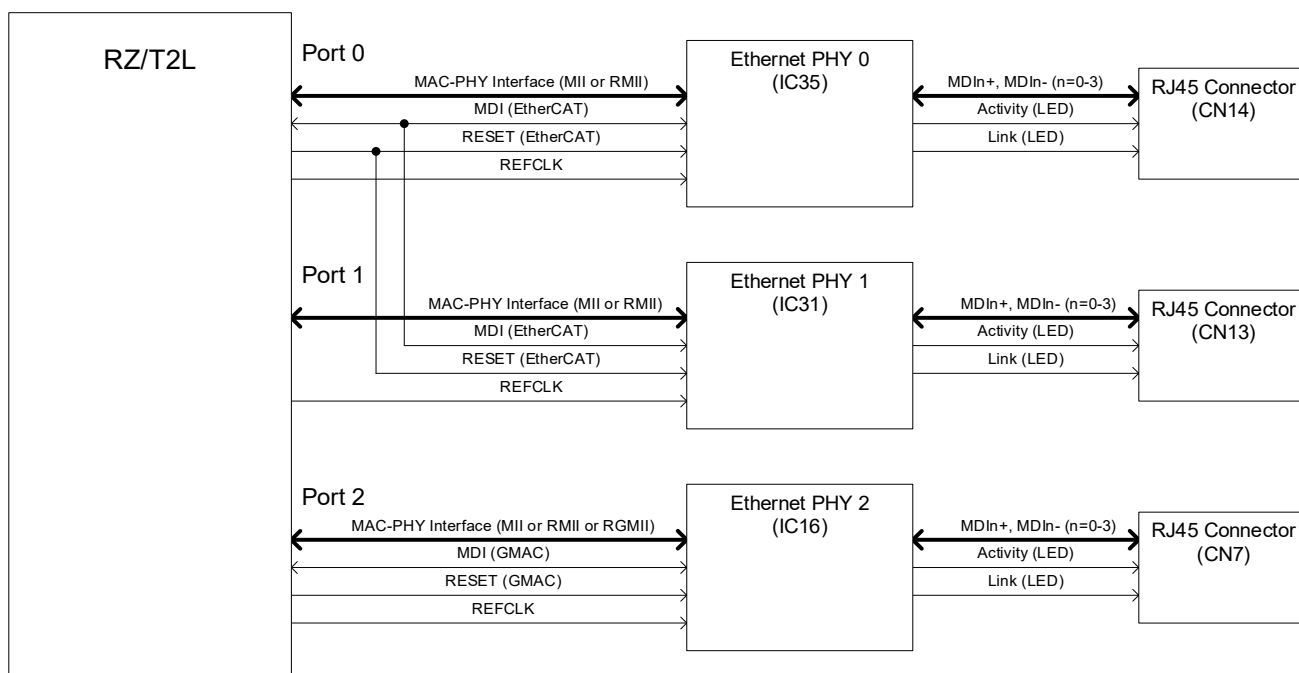 RZ/T2L
Port 0
MAC-PHY Interface (MII or RMII)
MDI (EtherCAT)
RESET (EtherCAT)
REFCLK
Ethernet PHY 0
(IC35)
MDIn+, MDIn- (n=0-3)
Activity (LED)
Link (LED)
RJ45 Connector
(CN14)
Port 1
MAC-PHY Interface (MII or RMII)
MDI (EtherCAT)
RESET (EtherCAT)
REFCLK
Ethernet PHY 1
(IC31)
MDIn+, MDIn- (n=0-3)
Activity (LED)
Link (LED)
RJ45 Connector
(CN13)
Port 2
MAC-PHY Interface (MII or RMII or RGMII)
MDI (GMAC)
RESET (GMAC)
REFCLK
Ethernet PHY 2
(IC16)
MDIn+, MDIn- (n=0-3)
Activity (LED)
Link (LED)
RJ45 Connector
(CN7)